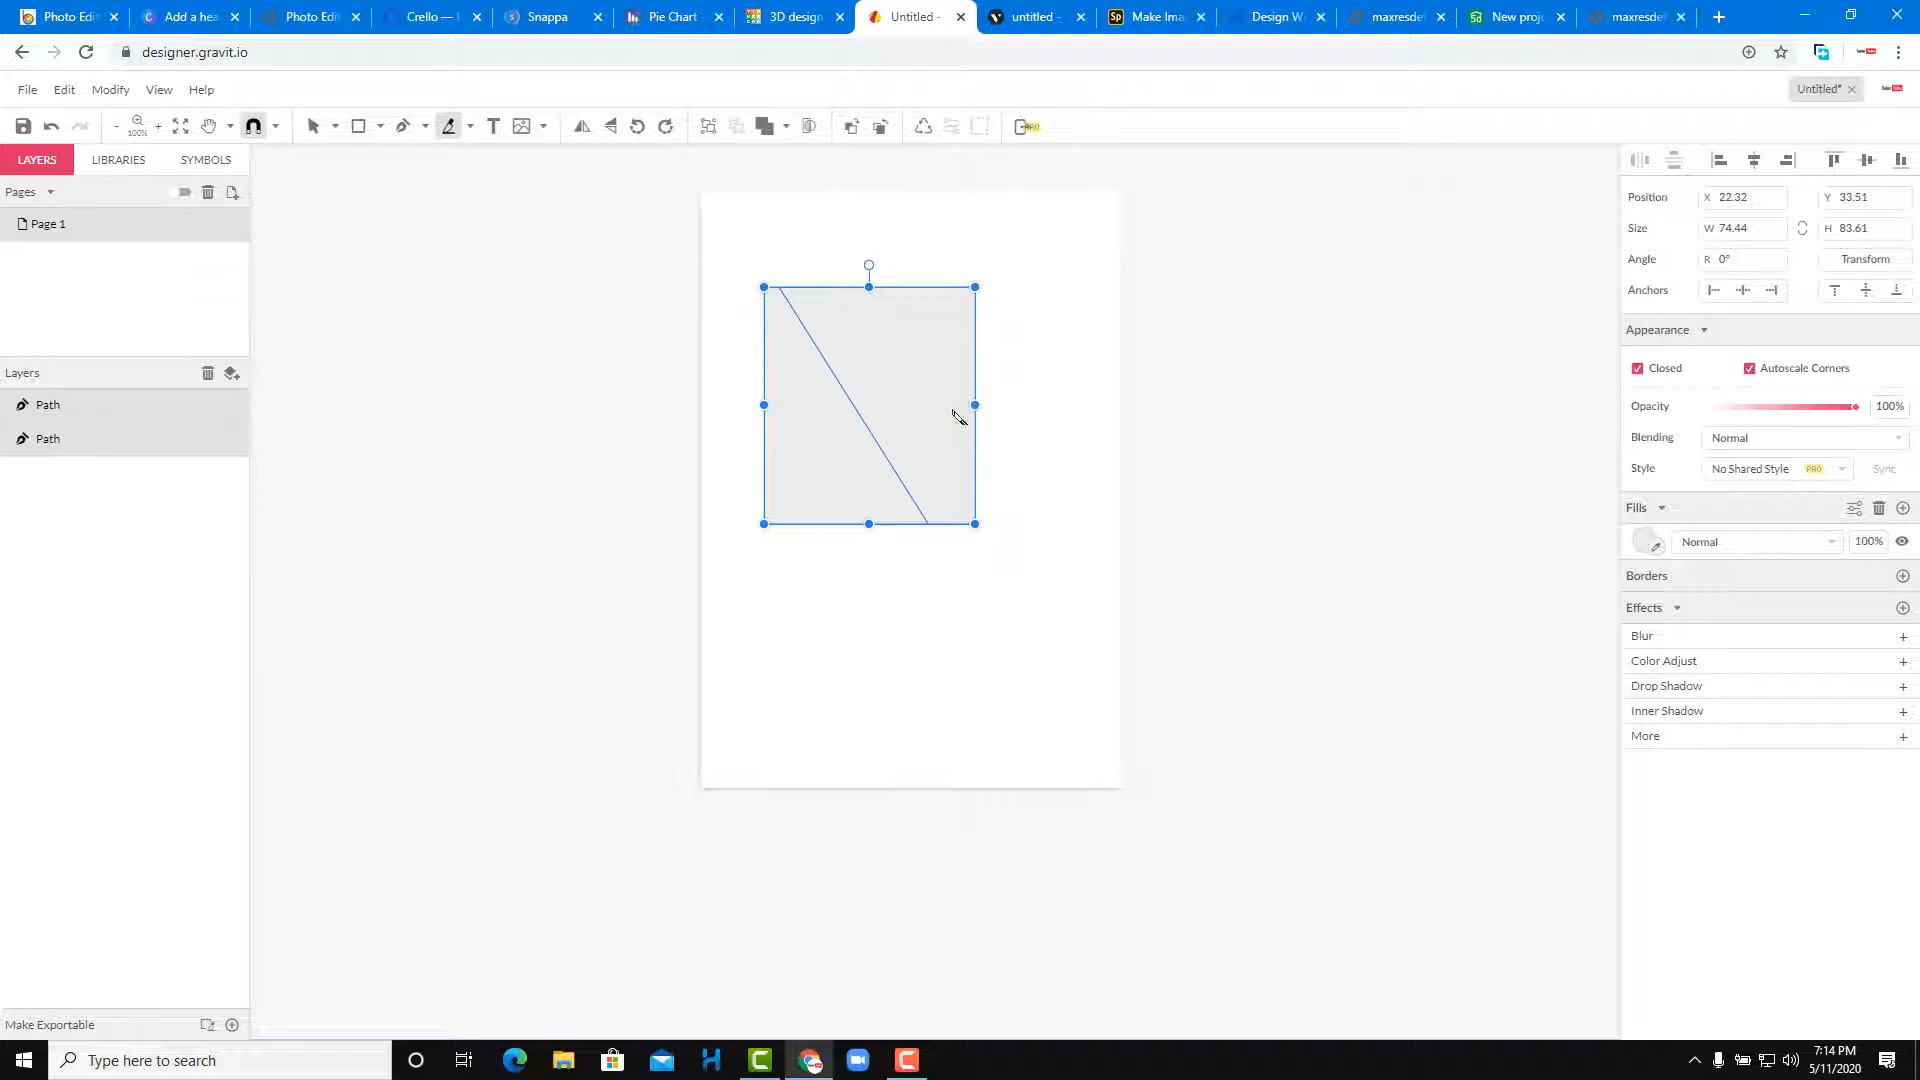 Photo Edi
Add a hea
Photo Edi
Crello —
Snappa
Pie Chart -
3D design
Untitled -
untitled -
Make Ima
Design W
maxresdef
New proj
maxresdef
designer.gravit.io
File Edit Modify View Help
Untitled*
100%
PRO
LAYERS LIBRARIES SYMBOLS
Pages
Page 1
Layers
Path
Path
Make Exportable
Position X 22.32 Y 33.51
Size W 74.44 H 83.61
Angle R 0° Transform
Anchors
Appearance
Closed Autoscale Corners
Opacity 100%
Blending Normal
Style No Shared Style PRO Sync
Fills
Normal 100%
Borders
Effects
Blur
Color Adjust
Drop Shadow
Inner Shadow
More
Type here to search
7:14 PM
5/11/2020